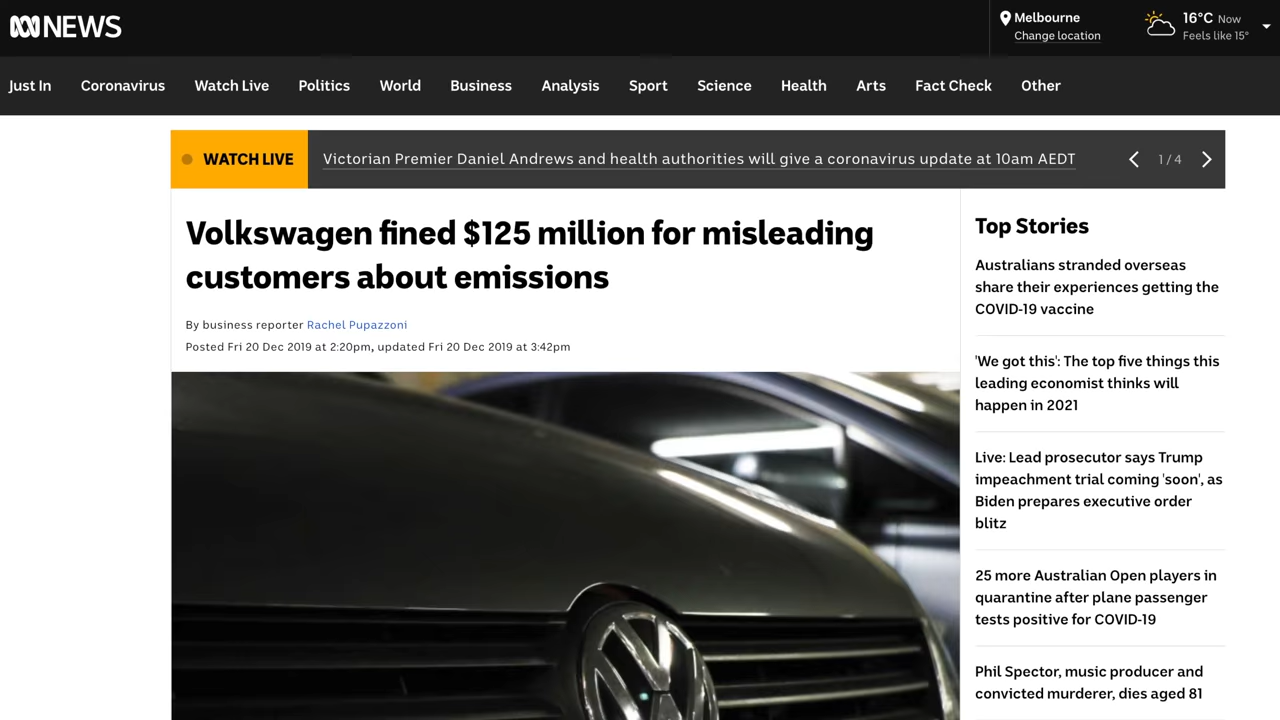 NEWS
Melbourne
Change location
16°C Now
Feels like 15°
Just In
Coronavirus
Watch Live
Politics
World
Business
Analysis
Sport
Science
Health
Arts
Fact Check
Other
WATCH LIVE
Victorian Premier Daniel Andrews and health authorities will give a coronavirus update at 10am AEDT
1 / 4
Volkswagen fined $125 million for misleading
customers about emissions
By business reporter Rachel Pupazzoni
Posted Fri 20 Dec 2019 at 2:20pm, updated Fri 20 Dec 2019 at 3:42pm
Top Stories
Australians stranded overseas
share their experiences getting the
COVID-19 vaccine
'We got this': The top five things this
leading economist thinks will
happen in 2021
Live: Lead prosecutor says Trump
impeachment trial coming 'soon', as
Biden prepares executive order
blitz
25 more Australian Open players in
quarantine after plane passenger
tests positive for COVID-19
Phil Spector, music producer and
convicted murderer, dies aged 81